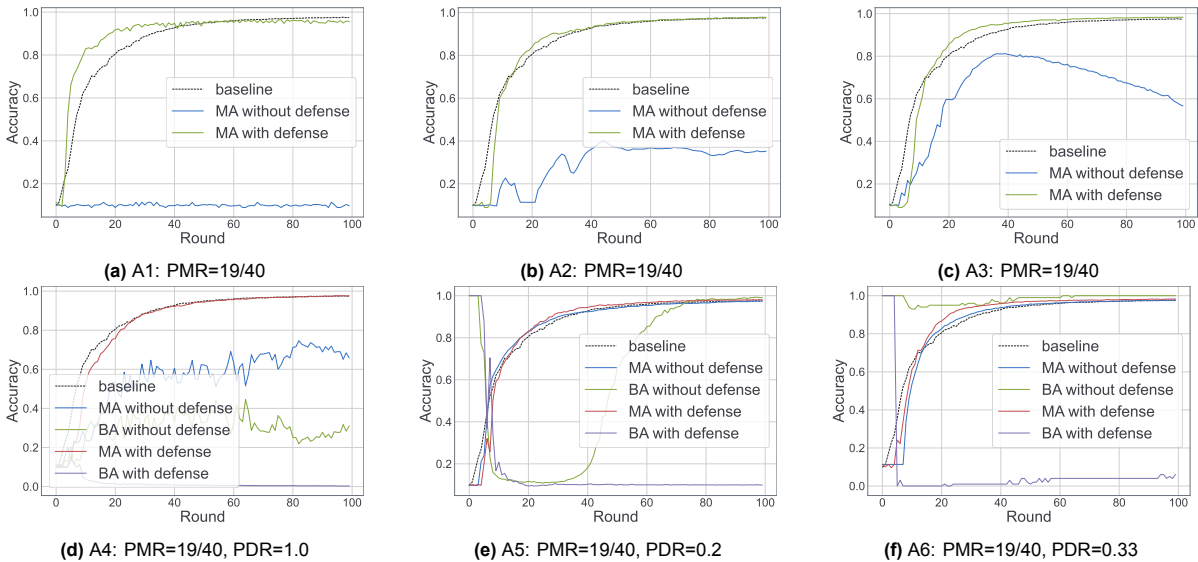 1.0
0.8
0.6
0.4
0.2
Accuracy
baseline
MA without defense
MA with defense
0 20 40 60 80 100
Round
(a) A1: PMR=19/40
1.0
0.8
0.6
0.4
0.2
Accuracy
baseline
MA without defense
MA with defense
0 20 40 60 80 100
Round
(b) A2: PMR=19/40
1.0
0.8
0.6
0.4
0.2
Accuracy
baseline
MA without defense
MA with defense
0 20 40 60 80 100
Round
(c) A3: PMR=19/40
1.0
0.8
0.6
0.4
0.2
0.0
Accuracy
baseline
MA without defense
BA without defense
MA with defense
BA with defense
0 20 40 60 80 100
Round
(d) A4: PMR=19/40, PDR=1.0
1.0
0.8
0.6
0.4
0.2
Accuracy
baseline
MA without defense
BA without defense
MA with defense
BA with defense
0 20 40 60 80 100
Round
(e) A5: PMR=19/40, PDR=0.2
1.0
0.8
0.6
0.4
0.2
0.0
Accuracy
baseline
MA without defense
BA without defense
MA with defense
BA with defense
0 20 40 60 80 100
Round
(f) A6: PMR=19/40, PDR=0.33